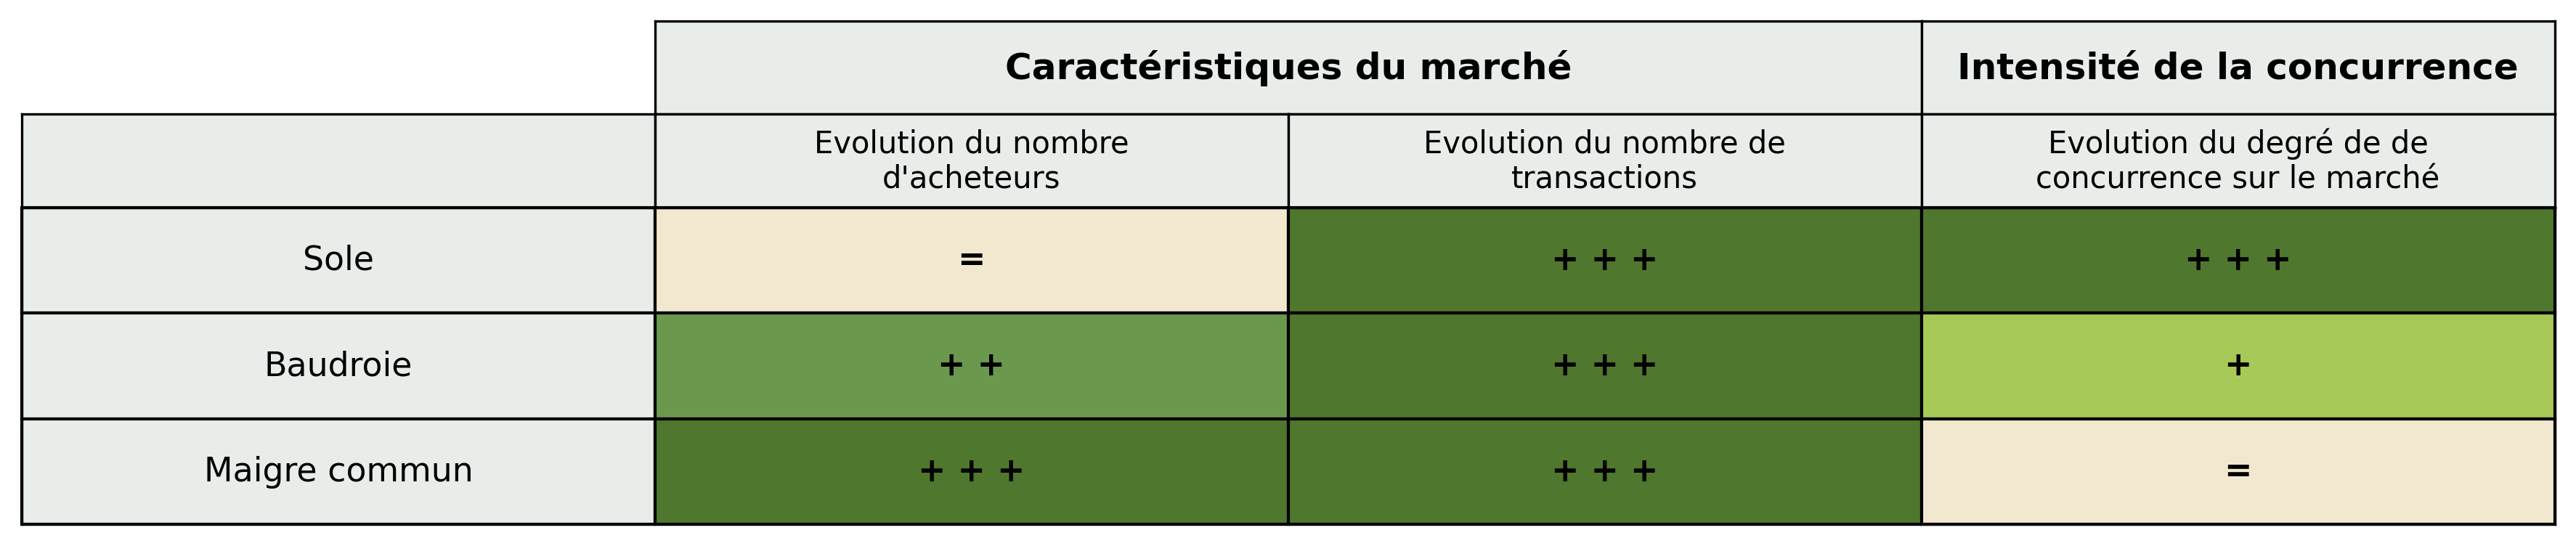 Caractéristiques du marché
Intensité de la concurrence
Evolution du nombre
d'acheteurs
Evolution du nombre de
transactions
Evolution du degré de de
concurrence sur le marché
Sole
=
+ + +
+ + +
Baudroie
+ +
+ + +
+
Maigre commun
+ + +
+ + +
=